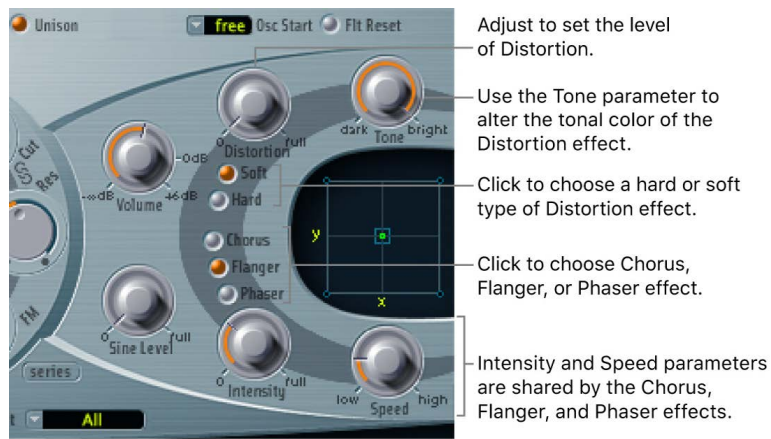 Unison
free Osc Start
Flt Reset
Adjust to set the level
of Distortion.
0 full
Distortion
dark bright
Tone
Use the Tone parameter to
alter the tonal color of the
Distortion effect.
Cut
Res
-0dB
-∞dB +6dB
Volume
Soft
Hard
Click to choose a hard or soft
type of Distortion effect.
y
x
Chorus
Flanger
Phaser
Click to choose Chorus,
Flanger, or Phaser effect.
FM
0 full
Sine Level
0 full
Intensity
low high
Speed
Intensity and Speed parameters
are shared by the Chorus,
Flanger, and Phaser effects.
series
All